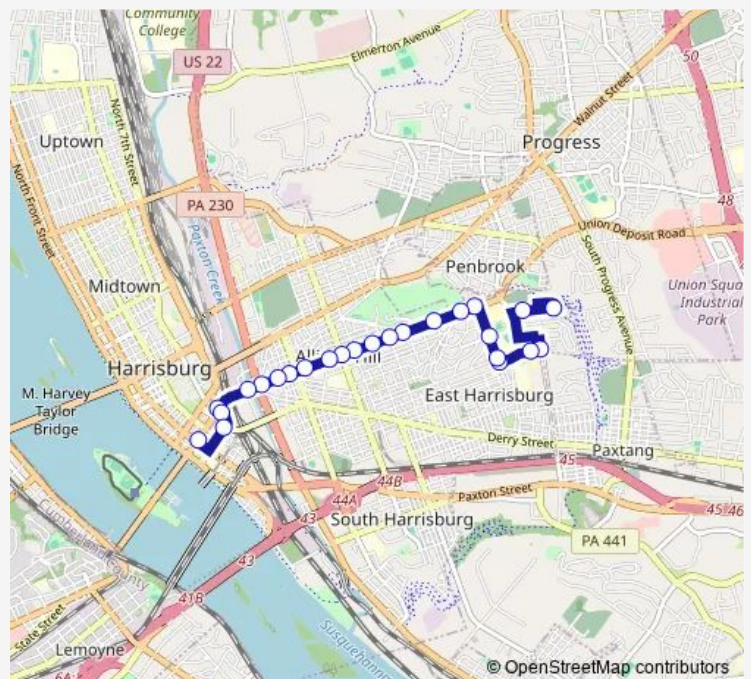 Community
College
US 22
Elmerton Avenue
50
Walnut Street
Uptown
North 7th Street
Progress
North Front Street
PA 230
Paxton Creek
48
Union Deposit Road
South Progress Avenue
Penbrook
Midtown
Union Squa
Industrial
Park
Harrisburg
M. Harvey
Taylor
Bridge
East Harrisburg
Derry Street
Paxtang
45
44B
44A
Paxton Street
45 46
43
South Harrisburg
PA 441
Cumberland
County
43
41B
State Street
Lemoyne
6A
Susquehanna
© OpenStreetMap contributors